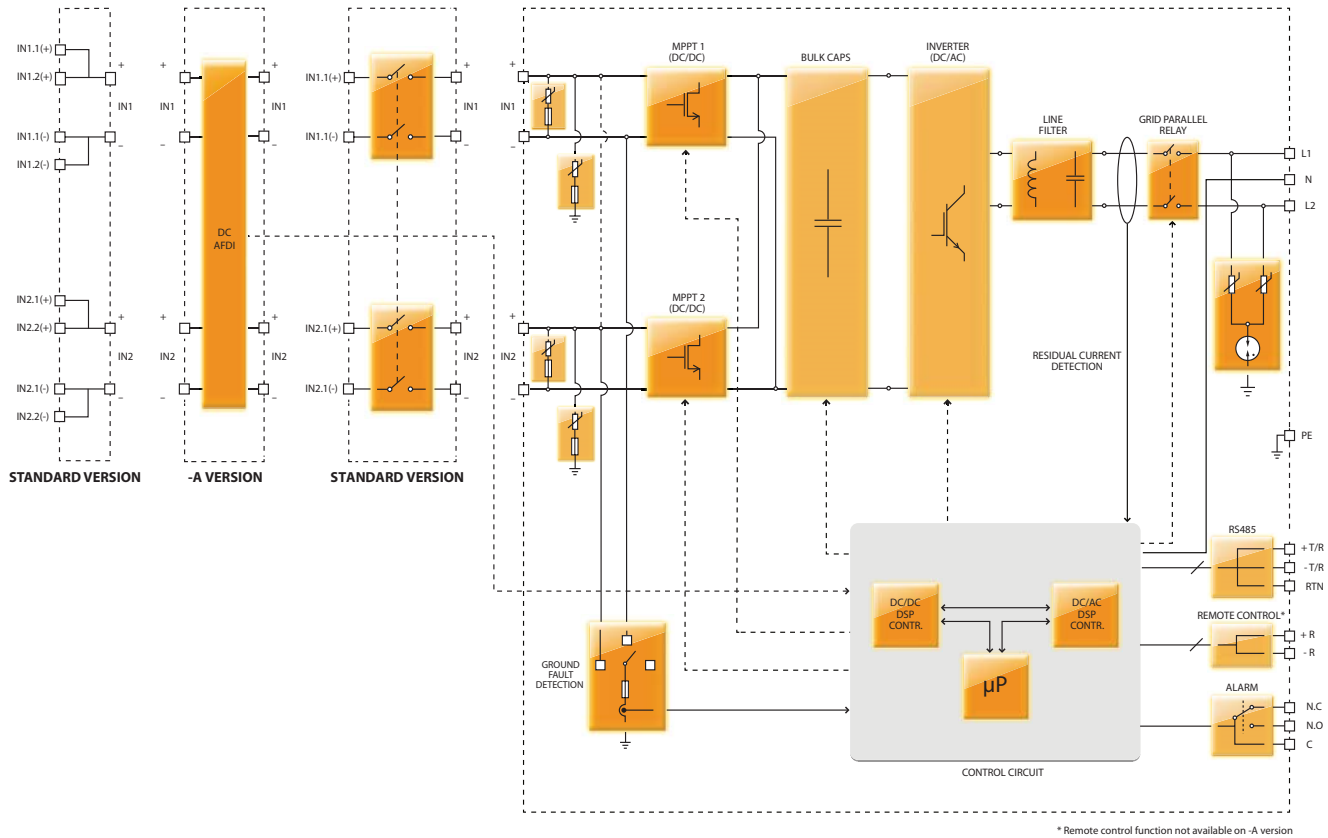 IN1.1(+)
IN1.2(+)
+
IN1
IN1.1(-)
–
IN1.2(-)
IN2.1(+)
+
IN2.2(+)
IN2
IN2.1(-)
–
IN2.2(-)
STANDARD VERSION
+
+
IN1
IN1
–
–
DC
AFDI
+
+
IN2
IN2
–
–
-A VERSION
IN1.1(+)
+
IN1
IN1.1(-)
–
IN2.1(+)
+
IN2
IN2.1(-)
–
STANDARD VERSION
+
IN1
–
+
IN2
–
MPPT 1
(DC/DC)
MPPT 2
(DC/DC)
BULK CAPS
INVERTER
(DC/AC)
LINE
FILTER
GRID PARALLEL
RELAY
L1
N
L2
RESIDUAL CURRENT
DETECTION
PE
RS485
+ T/R
- T/R
RTN
REMOTE CONTROL*
+ R
- R
ALARM
N.C
N.O
C
GROUND
FAULT
DETECTION
DC/DC
DSP
CONTR.
DC/AC
DSP
CONTR.
µP
CONTROL CIRCUIT
* Remote control function not available on -A version